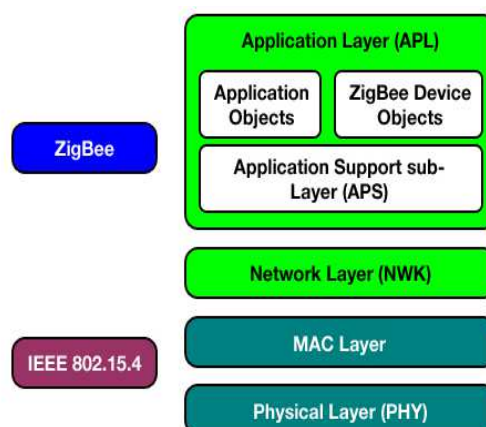 Application Layer (APL)
Application
Objects
ZigBee Device
Objects
ZigBee
Application Support sub-
Layer (APS)
Network Layer (NWK)
MAC Layer
IEEE 802.15.4
Physical Layer (PHY)